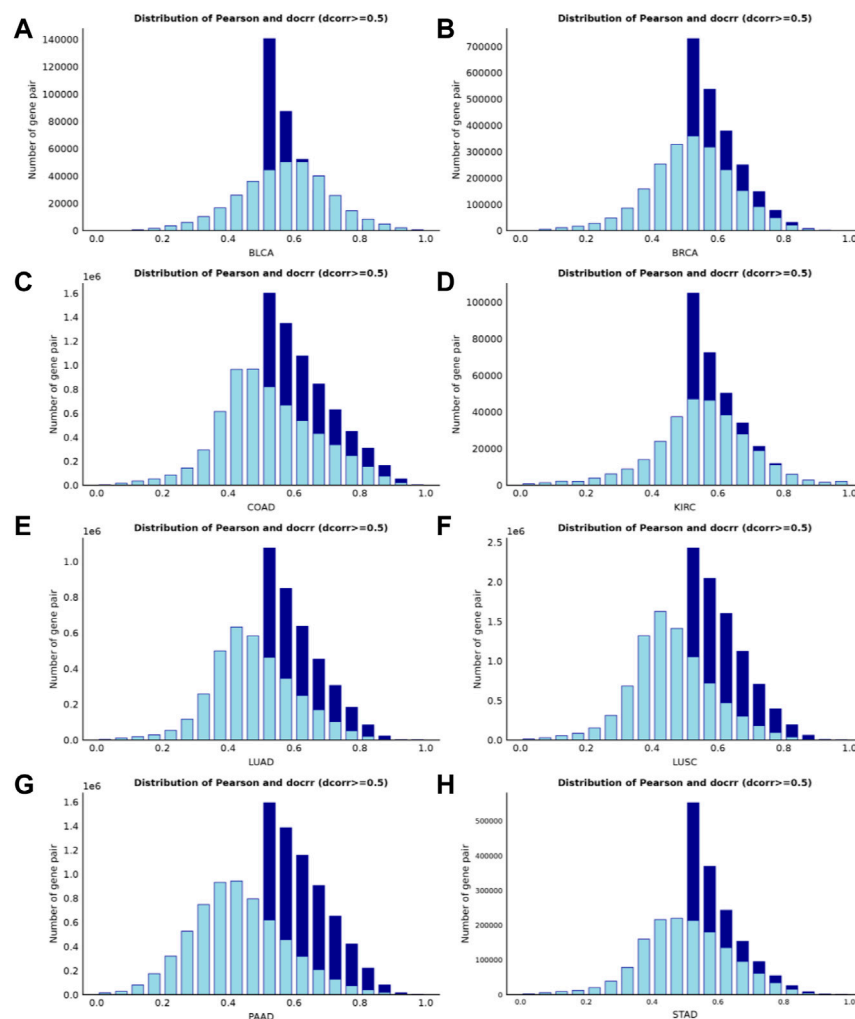 A
Distribution of Pearson and docrr (dcorr>=0.5)
140000
120000
100000
80000
60000
40000
20000
0
Number of gene pair
0.0 0.2 0.4 0.6 0.8 1.0
BLCA
B
Distribution of Pearson and docrr (dcorr>=0.5)
700000
600000
500000
400000
300000
200000
100000
0
Number of gene pair
0.0 0.2 0.4 0.6 0.8 1.0
BRCA
C
Distribution of Pearson and docrr (dcorr>=0.5)
1e6
1.6
1.4
1.2
1.0
0.8
0.6
0.4
0.2
0.0
Number of gene pair
0.0 0.2 0.4 0.6 0.8 1.0
COAD
D
Distribution of Pearson and docrr (dcorr>=0.5)
100000
80000
60000
40000
20000
0
Number of gene pair
0.0 0.2 0.4 0.6 0.8 1.0
KIRC
E
Distribution of Pearson and docrr (dcorr>=0.5)
1e6
1.0
0.8
0.6
0.4
0.2
0.0
Number of gene pair
0.0 0.2 0.4 0.6 0.8 1.0
LUAD
F
Distribution of Pearson and docrr (dcorr>=0.5)
1e6
2.5
2.0
1.5
1.0
0.5
0.0
Number of gene pair
0.0 0.2 0.4 0.6 0.8 1.0
LUSC
G
Distribution of Pearson and docrr (dcorr>=0.5)
1e6
1.6
1.4
1.2
1.0
0.8
0.6
0.4
0.2
0.0
Number of gene pair
0.0 0.2 0.4 0.6 0.8 1.0
PAAD
H
Distribution of Pearson and docrr (dcorr>=0.5)
500000
400000
300000
200000
100000
0
Number of gene pair
0.0 0.2 0.4 0.6 0.8 1.0
STAD